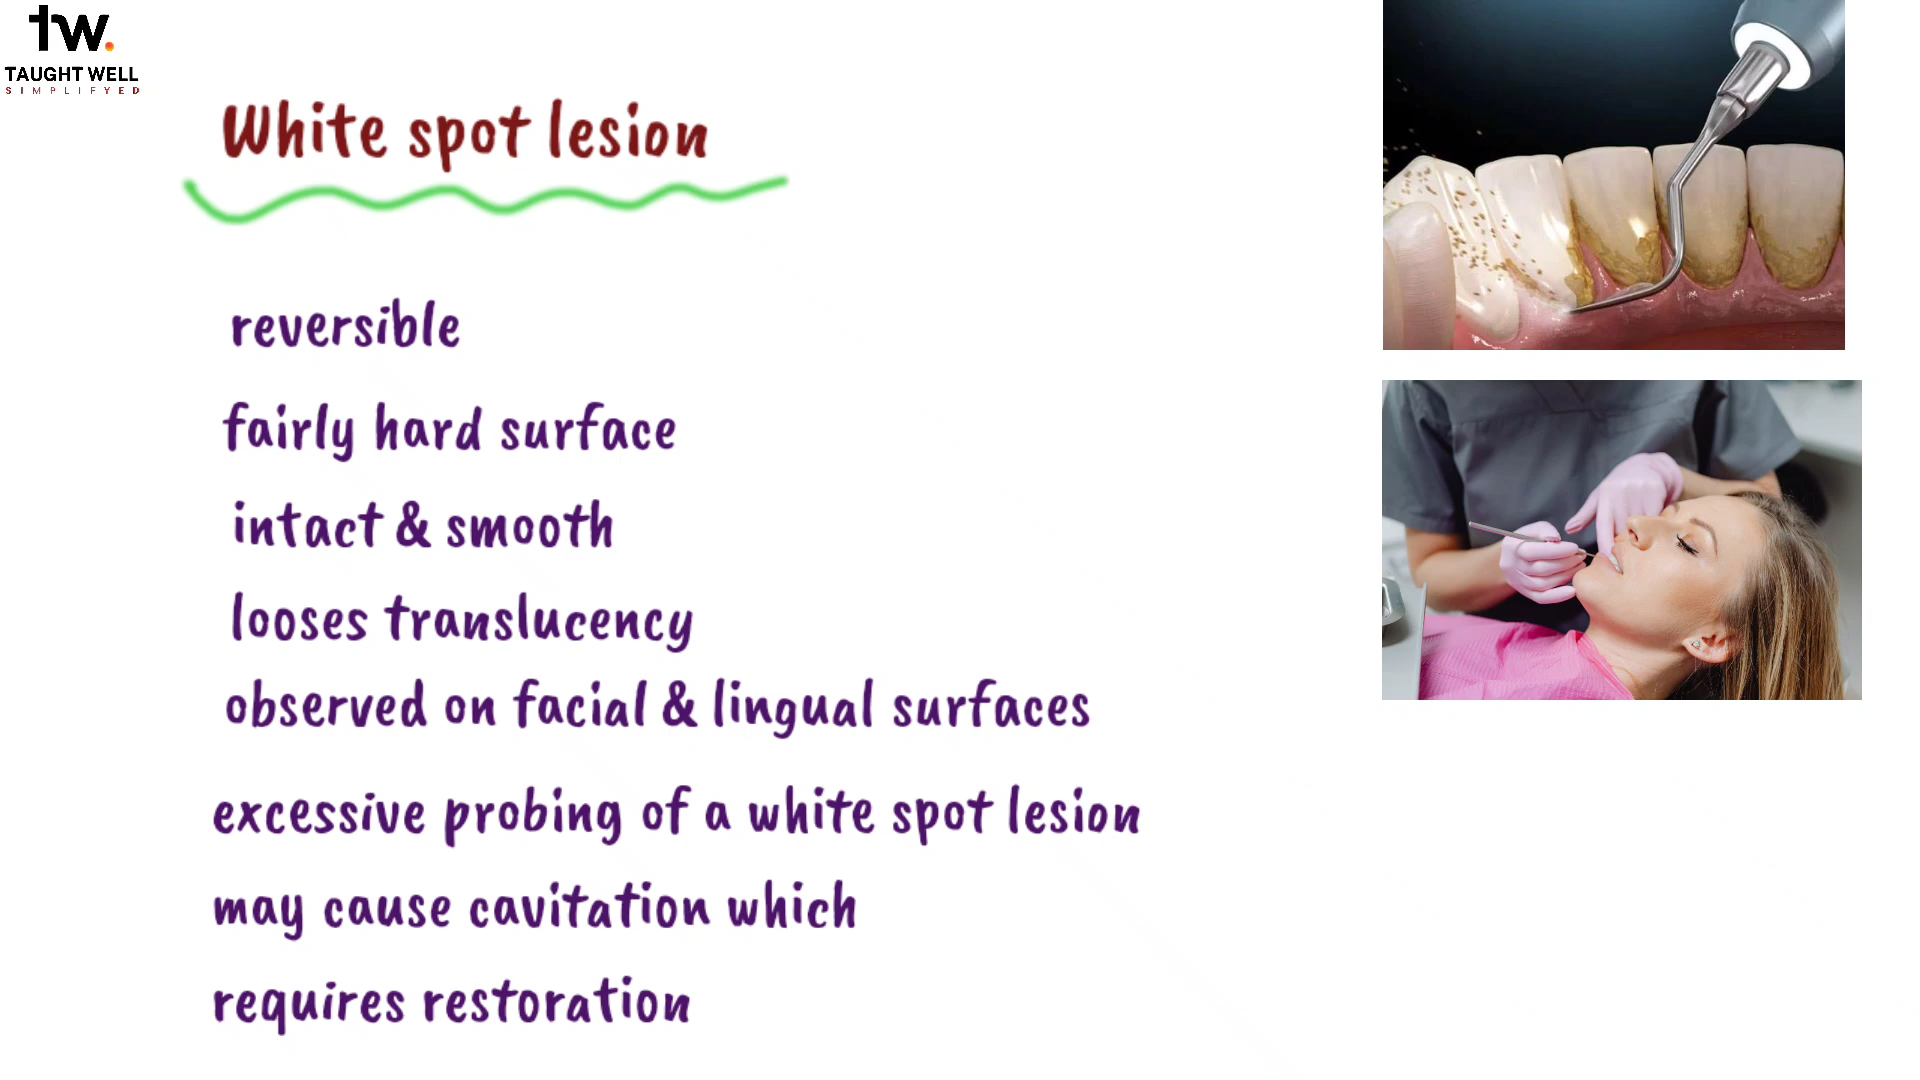 tw.
TAUGHT WELL
SIMPLIFYED
White spot lesion
reversible
fairly hard surface
intact & smooth
looses translucency
observed on facial & lingual surfaces
excessive probing of a white spot lesion
may cause cavitation which
requires restoration